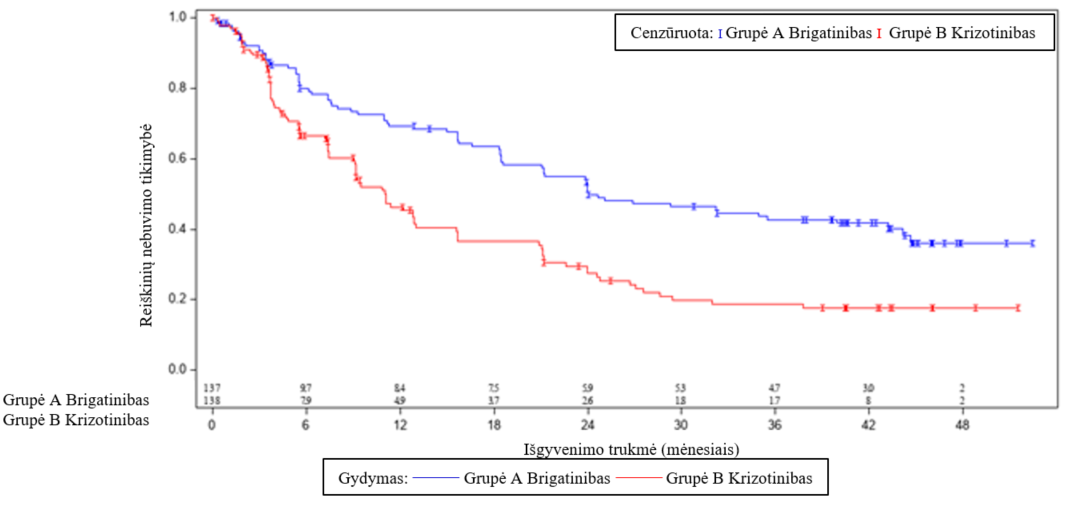 1.0
Cenzūruota: Grupė A Brigatinibas Grupė B Krizotinibas
0.8
0.6
0.4
0.2
0.0
Reiškinių nebuvimo tikimybė
137 97 84 75 59 53 47 30 2
138 79 49 37 26 18 17 8 2
Grupė A Brigatinibas
Grupė B Krizotinibas
0 6 12 18 24 30 36 42 48
Išgyvenimo trukmė (mėnesiais)
Gydymas: Grupė A Brigatinibas Grupė B Krizotinibas